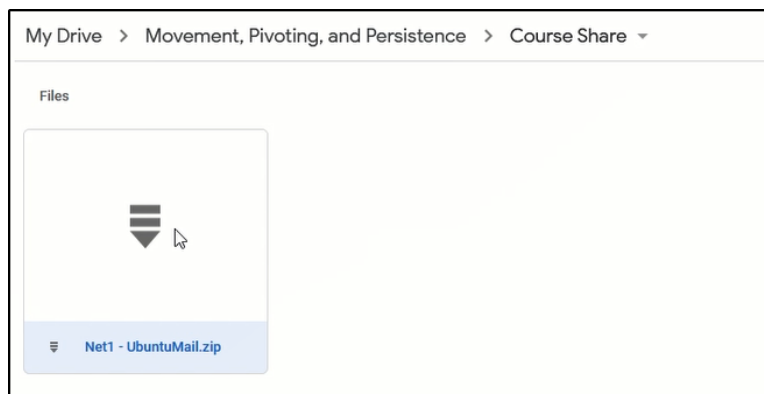 My Drive > Movement, Pivoting, and Persistence > Course Share
Files
Net1 - UbuntuMail.zip